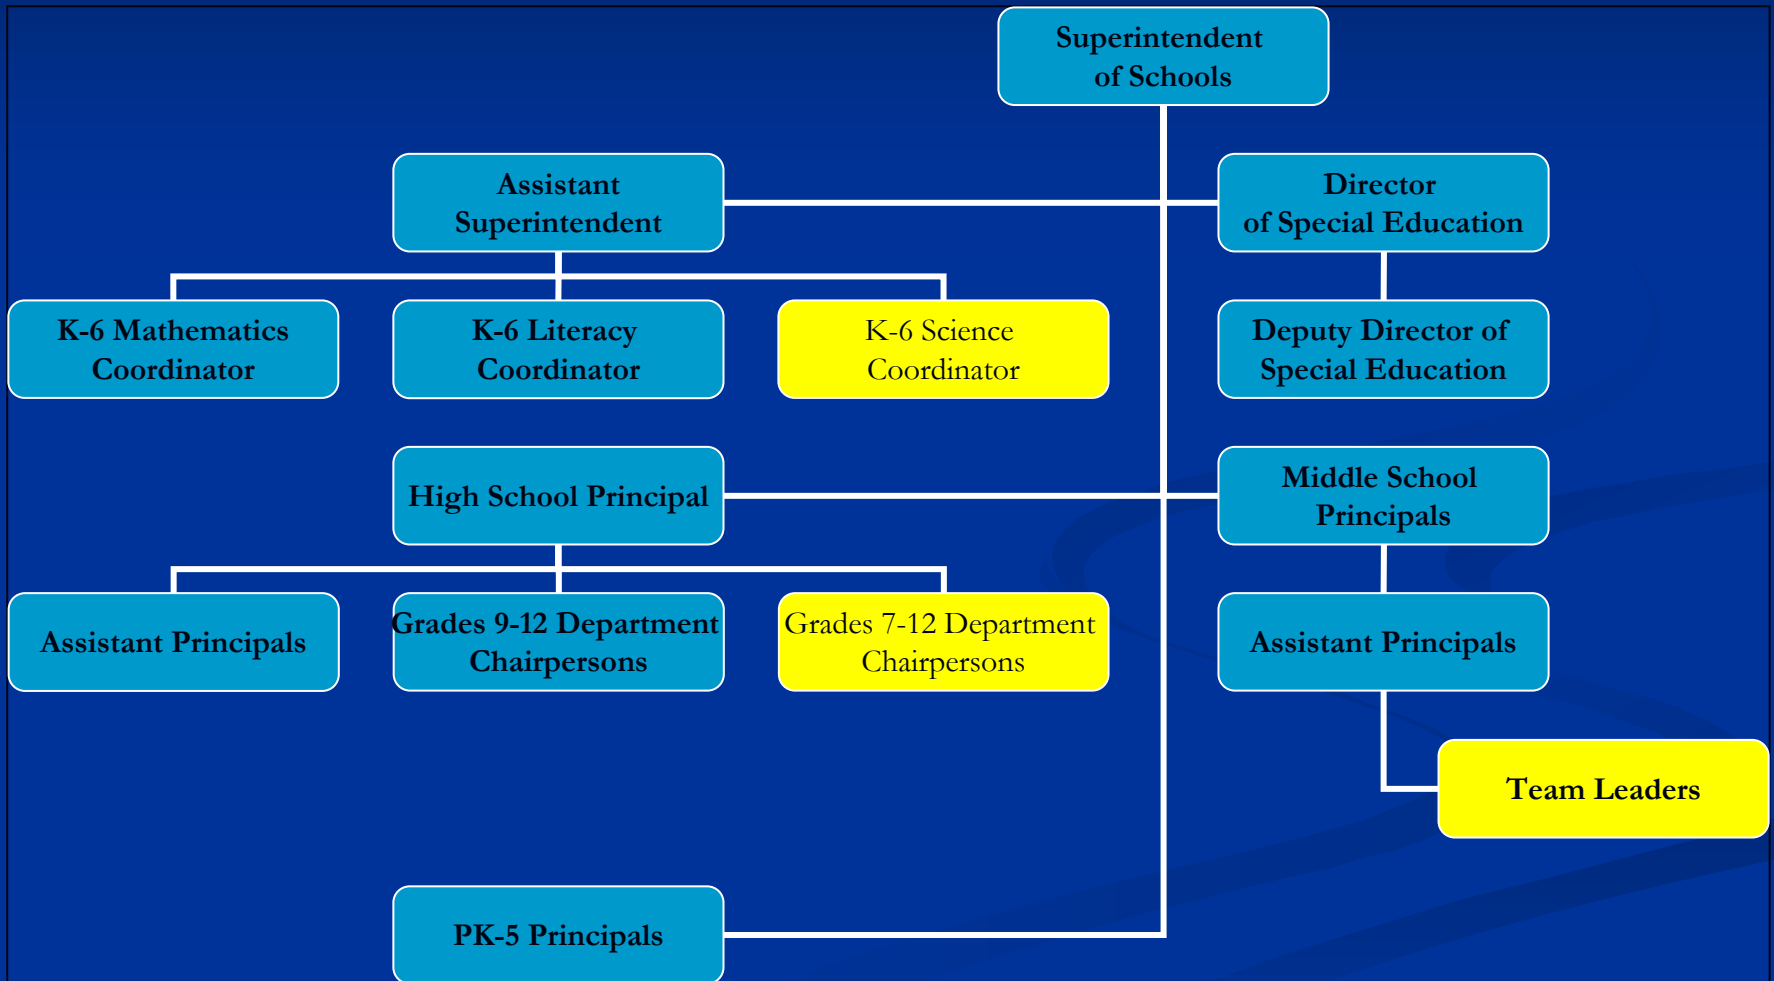 Superintendent
of Schools
Assistant
Superintendent
Director
of Special Education
K-6 Mathematics
Coordinator
K-6 Literacy
Coordinator
K-6 Science
Coordinator
Deputy Director of
Special Education
High School Principal
Middle School
Principals
Assistant Principals
Grades 9-12 Department
Chairpersons
Grades 7-12 Department
Chairpersons
Assistant Principals
Team Leaders
PK-5 Principals